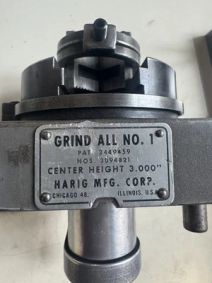 GRIND ALL NO. 1
PAT. 2449459
NOS. 3094821
CENTER HEIGHT 3.000"
HARIG MFG. CORP.
CHICAGO 48, ILLINOIS, U.S.A.